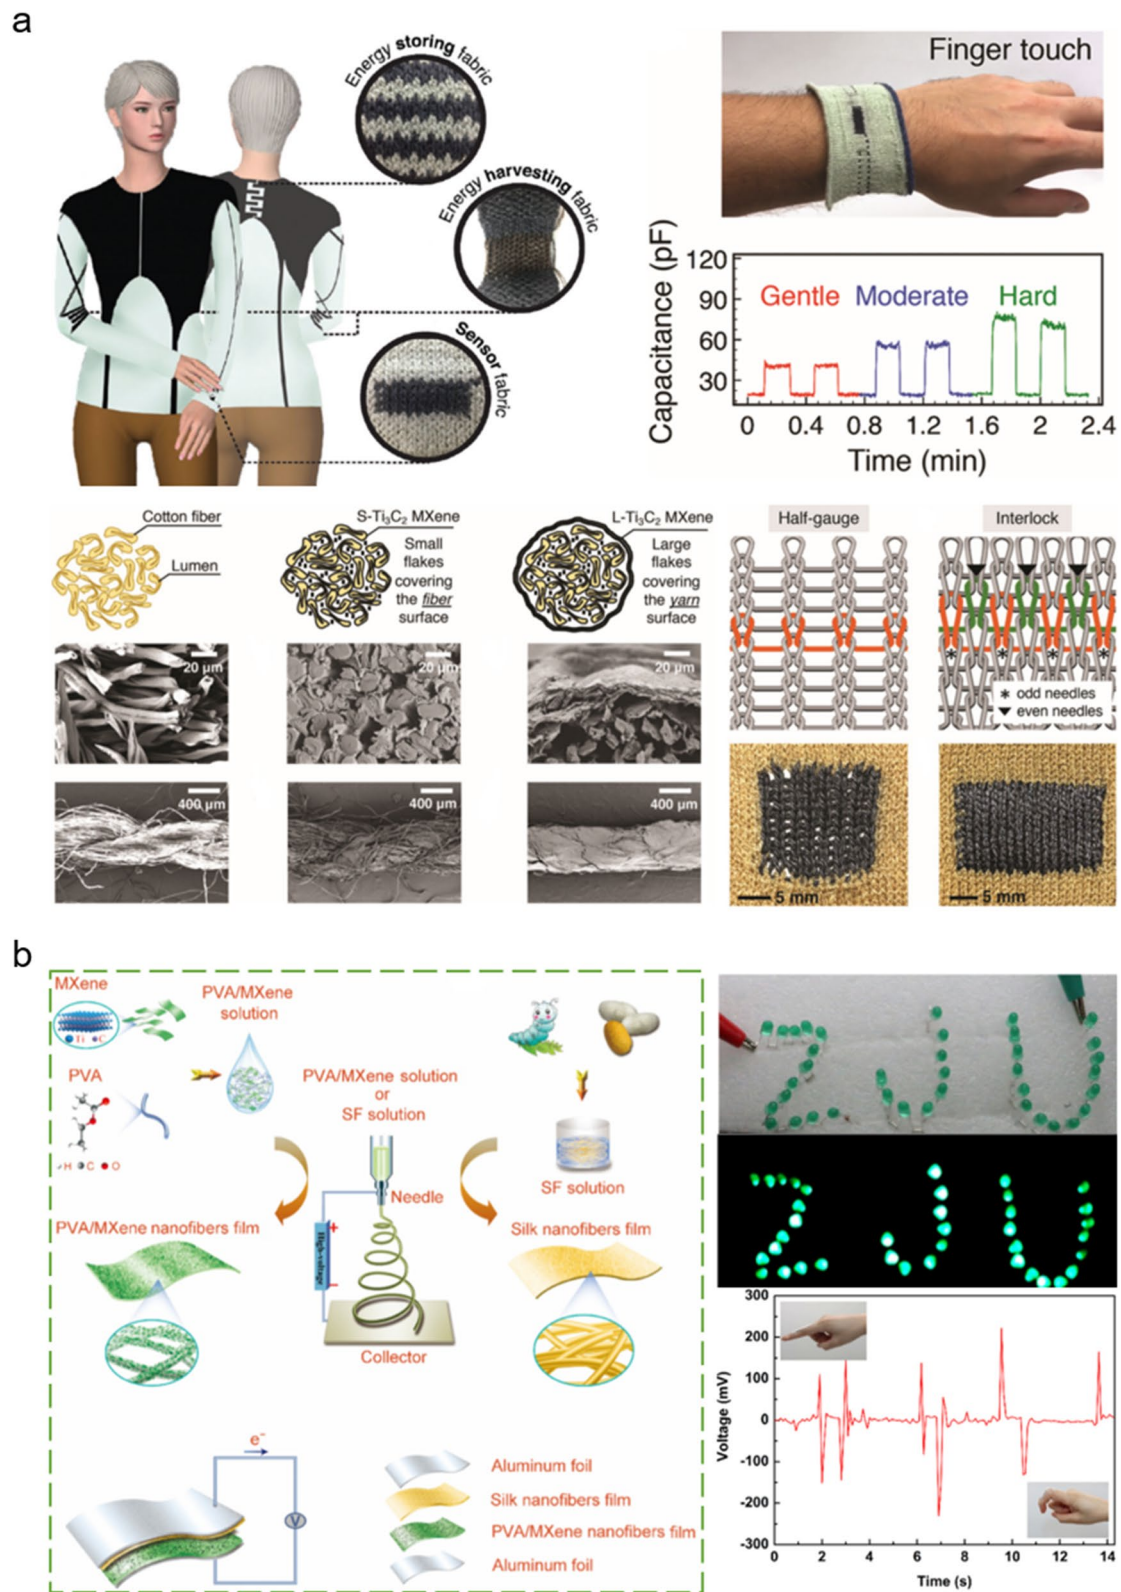 a
Energy storing fabric
Energy harvesting fabric
Sensor fabric
Finger touch
Capacitance (pF)
120
90
60
30
Gentle Moderate Hard
0 0.4 0.8 1.2 1.6 2 2.4
Time (min)
Cotton fiber
Lumen
S-Ti₃C₂ MXene
Small
flakes
covering
the fiber
surface
L-Ti₃C₂ MXene
Large
flakes
covering
the yarn
surface
Half-gauge
Interlock
* odd needles
▼ even needles
20 µm
20 µm
20 µm
400 µm
400 µm
400 µm
5 mm
5 mm
b
MXene
Ti C
PVA/MXene
solution
PVA
H C O
PVA/MXene solution
or
SF solution
SF solution
Needle
High-voltage
+
−
Collector
PVA/MXene nanofibers film
Silk nanofibers film
e⁻
V
Aluminum foil
Silk nanofibers film
PVA/MXene nanofibers film
Aluminum foil
ZJU
ZJU
Voltage (mV)
300
200
100
0
-100
-200
-300
0 2 4 6 8 10 12 14
Time (s)